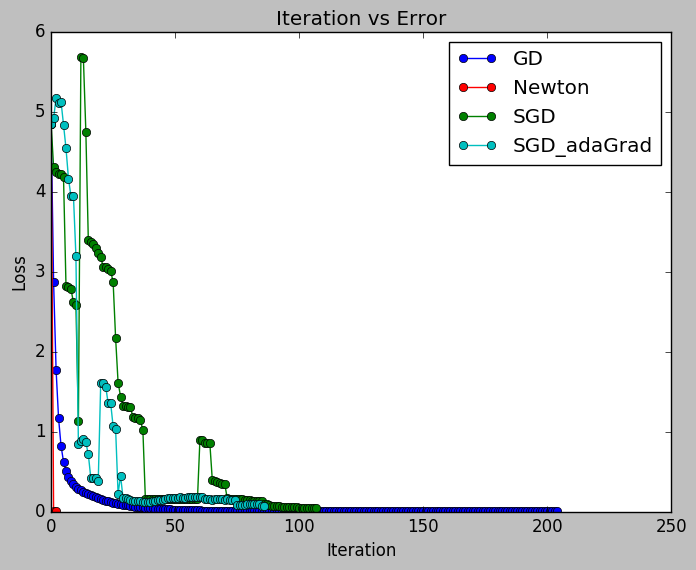 Iteration vs Error
GD
Newton
SGD
SGD_adaGrad
6
5
4
3
2
1
0
Loss
0
50
100
150
200
250
Iteration